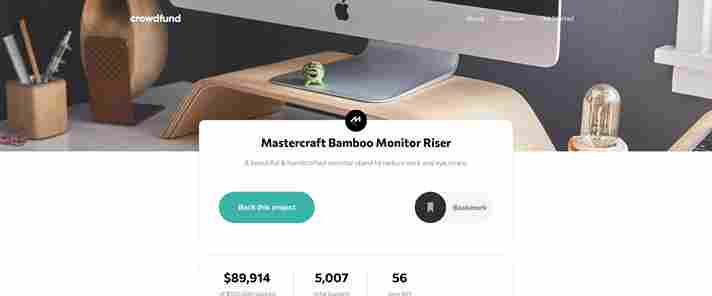 crowdfund
About
Discover
Get Started
Mastercraft Bamboo Monitor Riser
A beautiful & handcrafted monitor stand to reduce neck and eye strain.
Back this project
Bookmark
$89,914
5,007
56
of $100,000 backed
total backers
days left